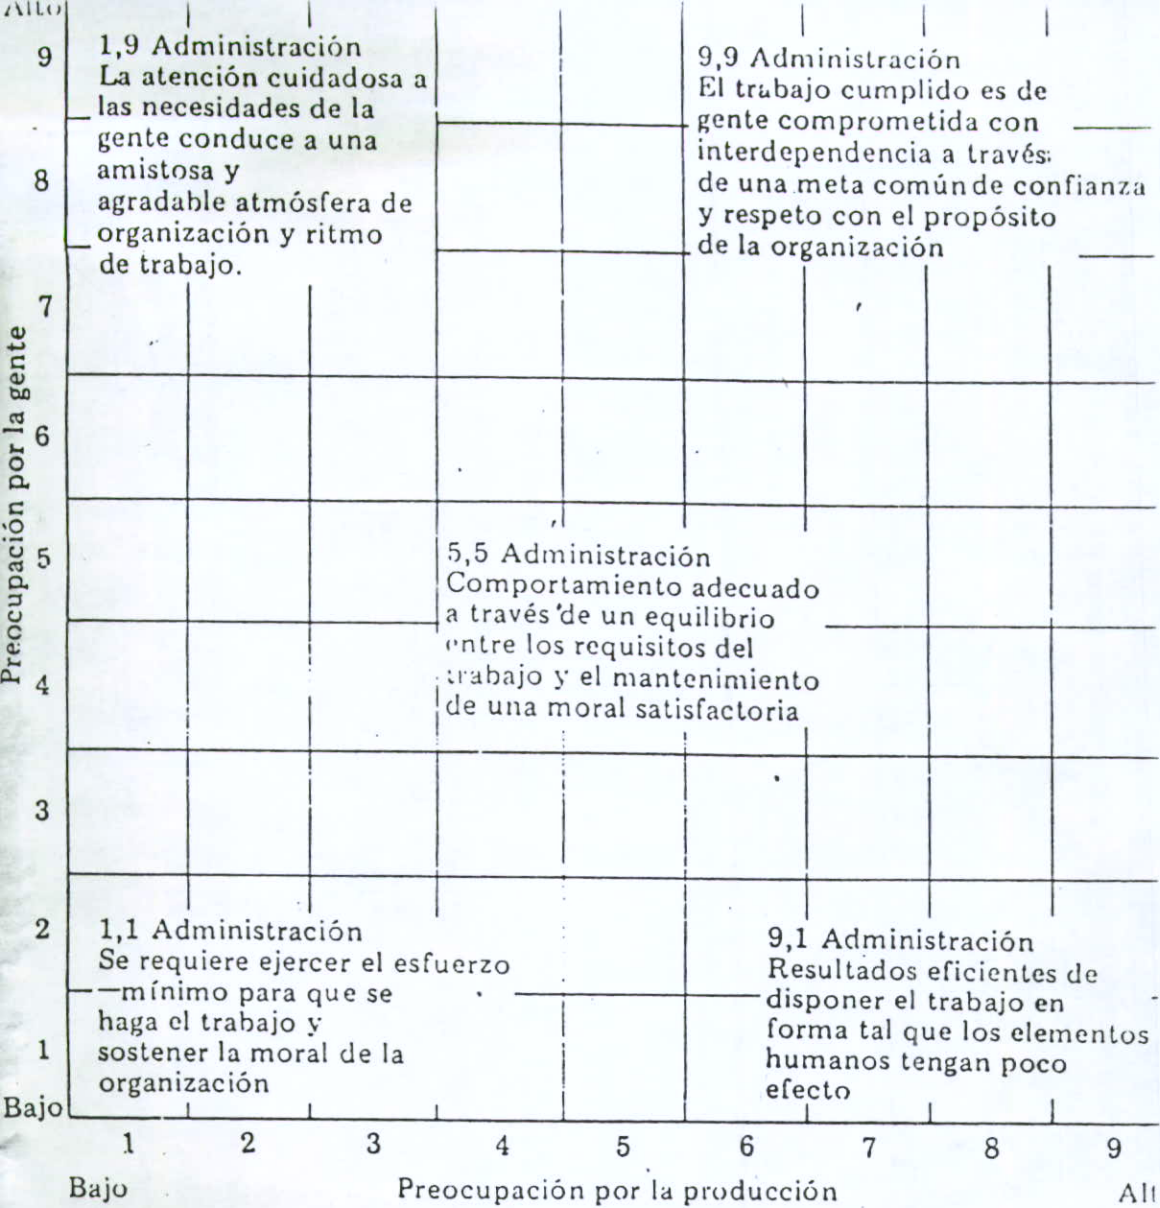 Alto
9
1,9 Administración
La atención cuidadosa a
las necesidades de la
gente conduce a una
amistosa y
agradable atmósfera de
organización y ritmo
de trabajo.
9,9 Administración
El trabajo cumplido es de
gente comprometida con
interdependencia a través
de una meta común de confianza
y respeto con el propósito
de la organización
8
7
6
5
4
3
2
1
Bajo
Preocupación por la gente
5,5 Administración
Comportamiento adecuado
a través de un equilibrio
entre los requisitos del
trabajo y el mantenimiento
de una moral satisfactoria
1,1 Administración
Se requiere ejercer el esfuerzo
—mínimo para que se
haga el trabajo y
sostener la moral de la
organización
9,1 Administración
Resultados eficientes de
disponer el trabajo en
forma tal que los elementos
humanos tengan poco
efecto
1 2 3 4 5 6 7 8 9
Bajo Preocupación por la producción Alt